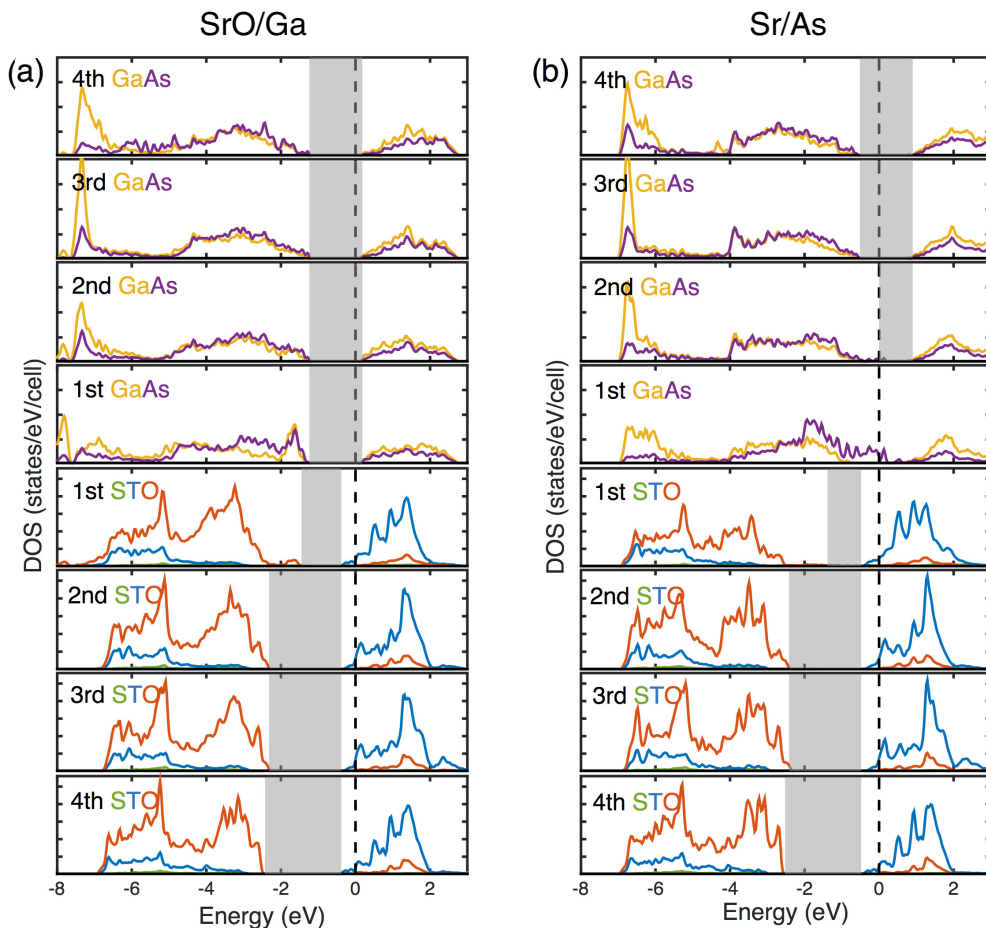 SrO/Ga
(a)
4th GaAs
3rd GaAs
2nd GaAs
1st GaAs
1st STO
2nd STO
3rd STO
4th STO
DOS (states/eV/cell)
-8 -6 -4 -2 0 2
Energy (eV)
Sr/As
(b)
4th GaAs
3rd GaAs
2nd GaAs
1st GaAs
1st STO
2nd STO
3rd STO
4th STO
DOS (states/eV/cell)
-8 -6 -4 -2 0 2
Energy (eV)